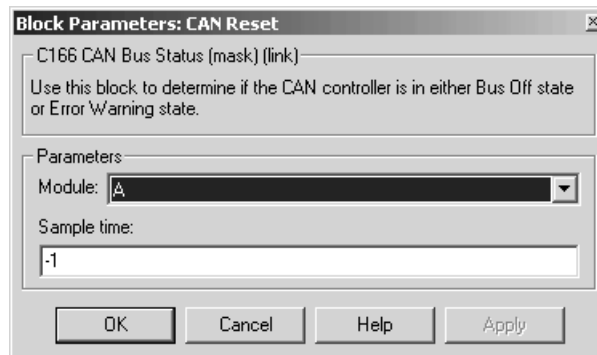 Block Parameters: CAN Reset
C166 CAN Bus Status (mask) (link)
Use this block to determine if the CAN controller is in either Bus Off state
or Error Warning state.
Parameters
Module: A
Sample time:
-1
OK Cancel Help Apply